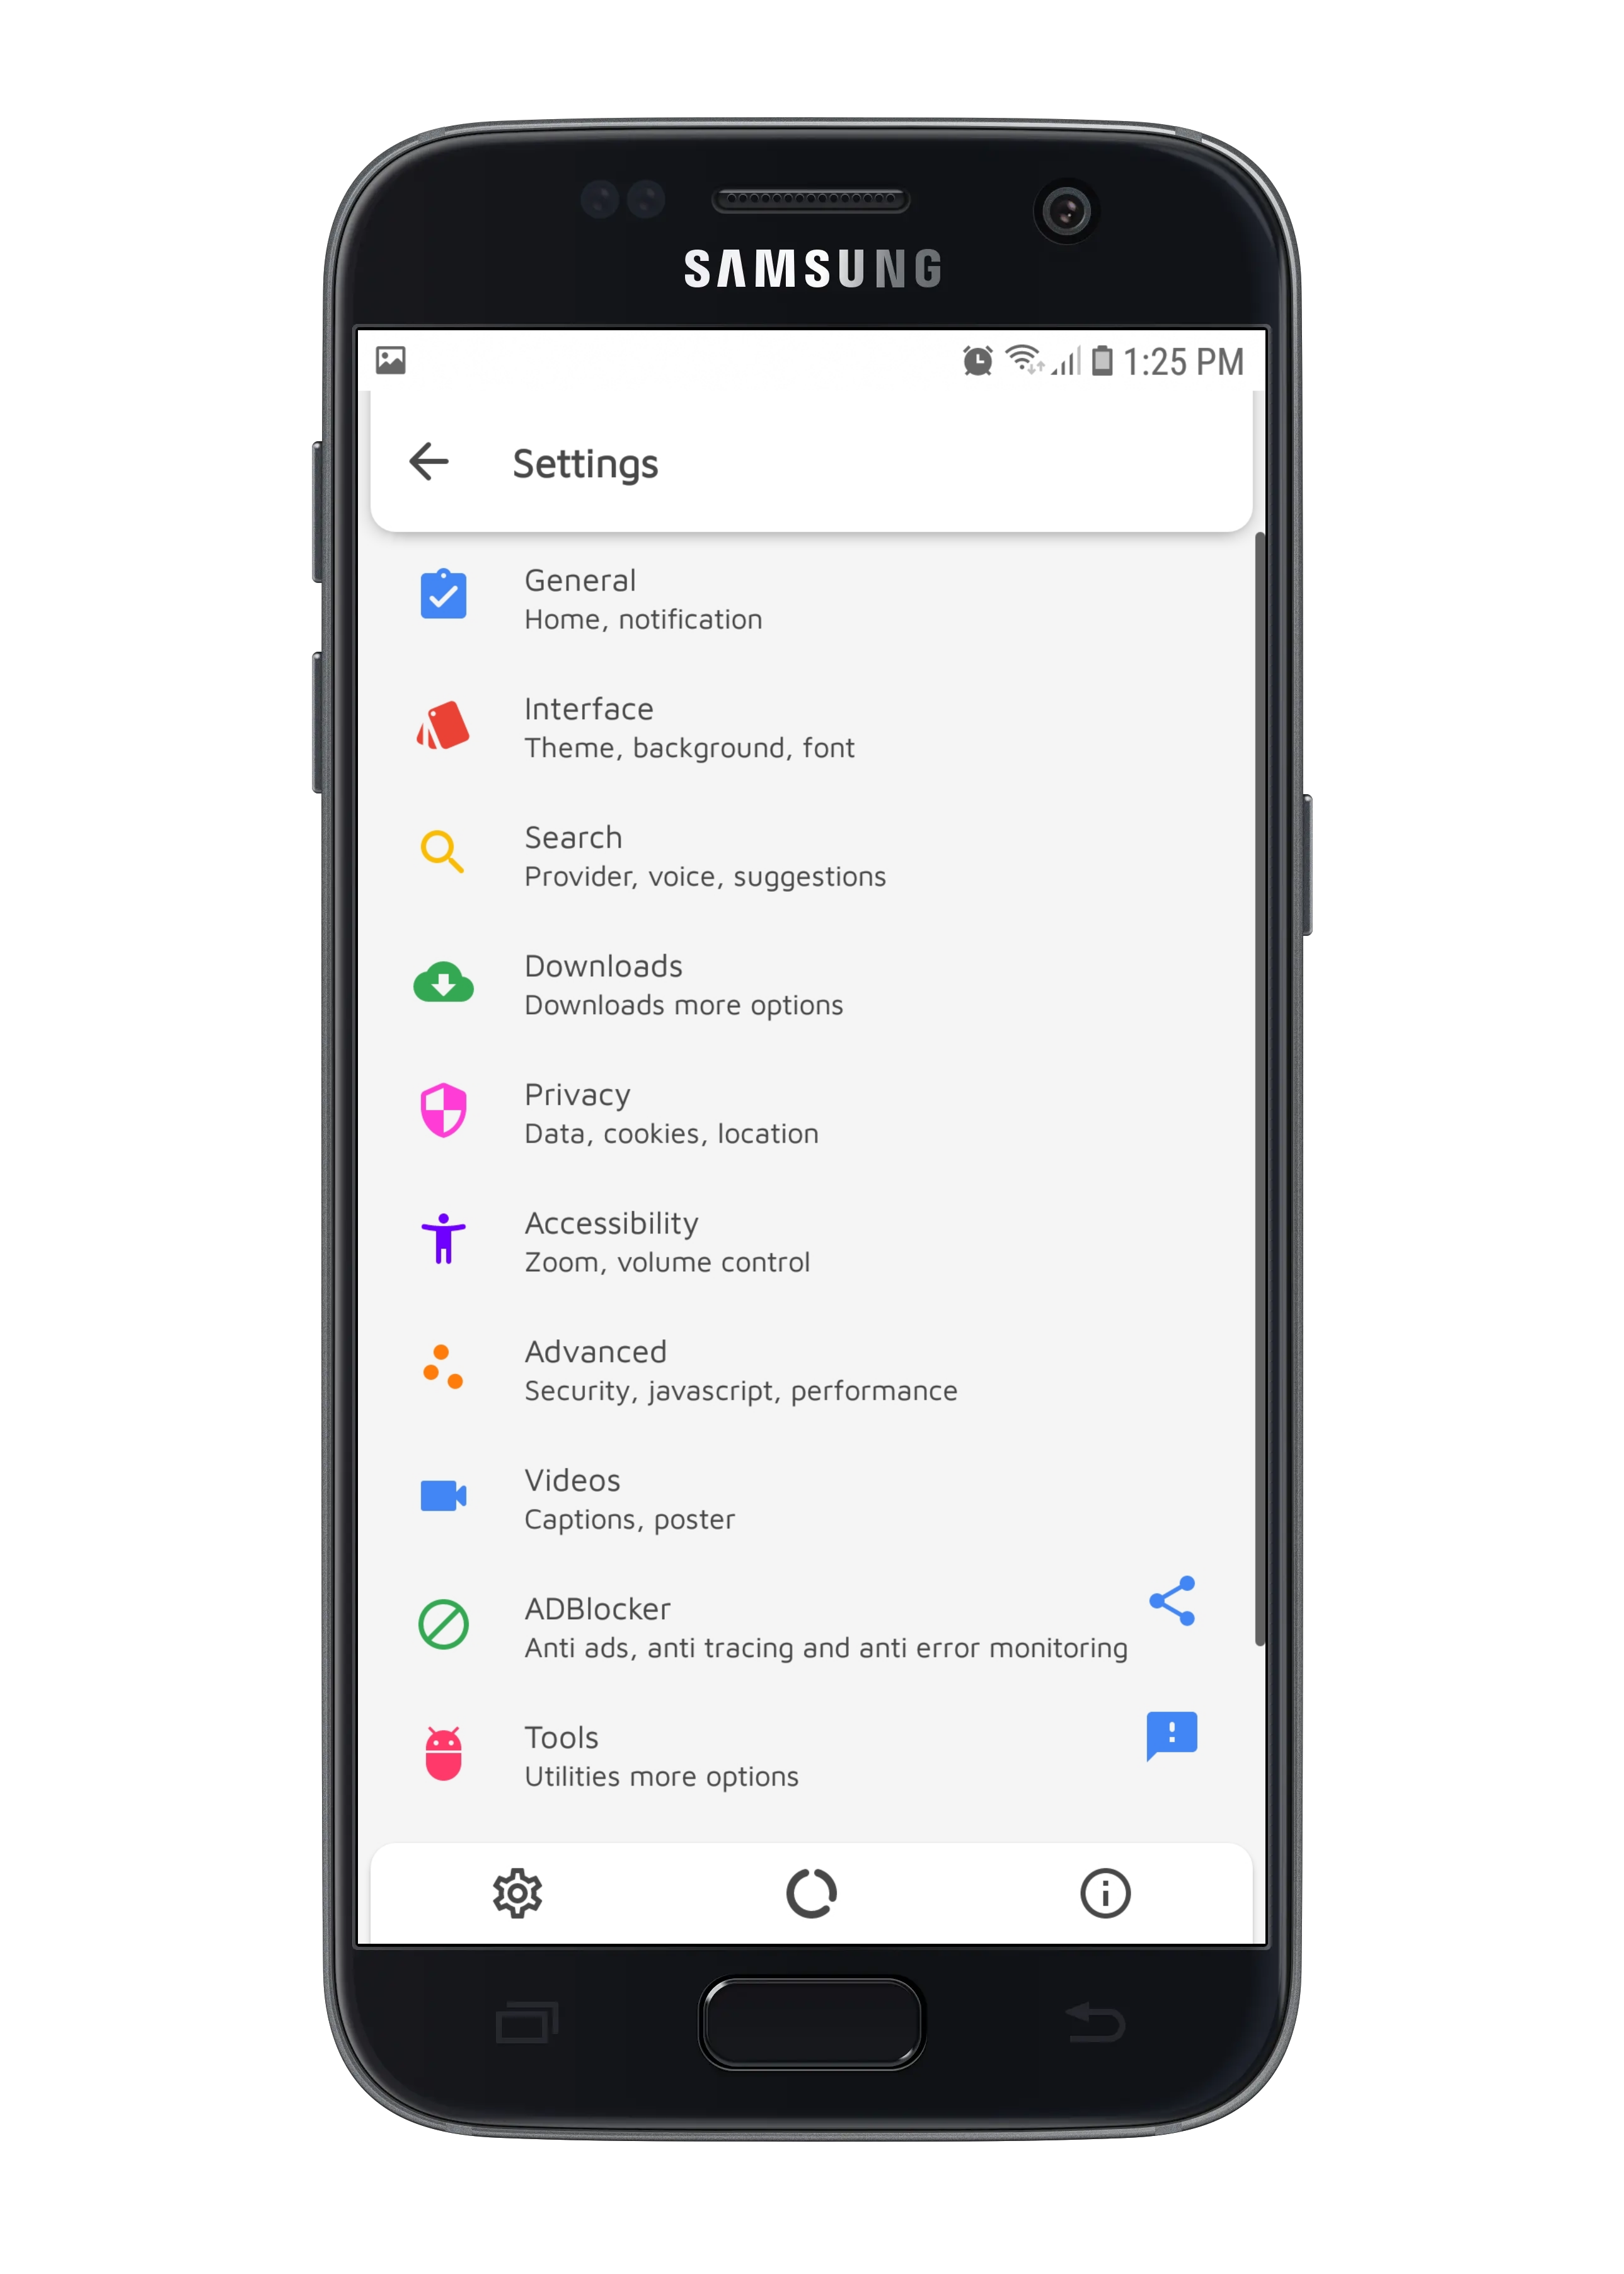 SAMSUNG
1:25 PM
Settings
General
Home, notification
Interface
Theme, background, font
Search
Provider, voice, suggestions
Downloads
Downloads more options
Privacy
Data, cookies, location
Accessibility
Zoom, volume control
Advanced
Security, javascript, performance
Videos
Captions, poster
ADBlocker
Anti ads, anti tracing and anti error monitoring
Tools
Utilities more options